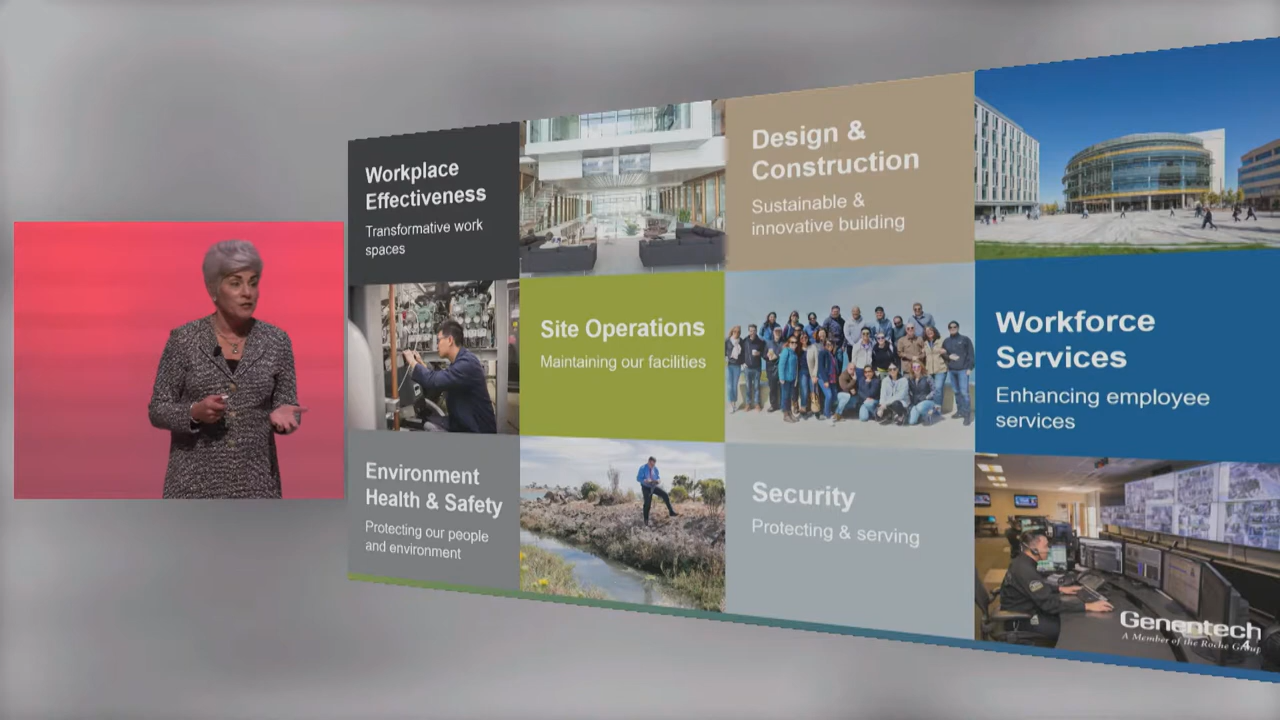 Workplace
Effectiveness
Transformative work
spaces
Design &
Construction
Sustainable &
innovative building
Site Operations
Maintaining our facilities
Workforce
Services
Enhancing employee
services
Environment
Health & Safety
Protecting our people
and environment
Security
Protecting & serving
Genentech
A Member of the Roche Group
4